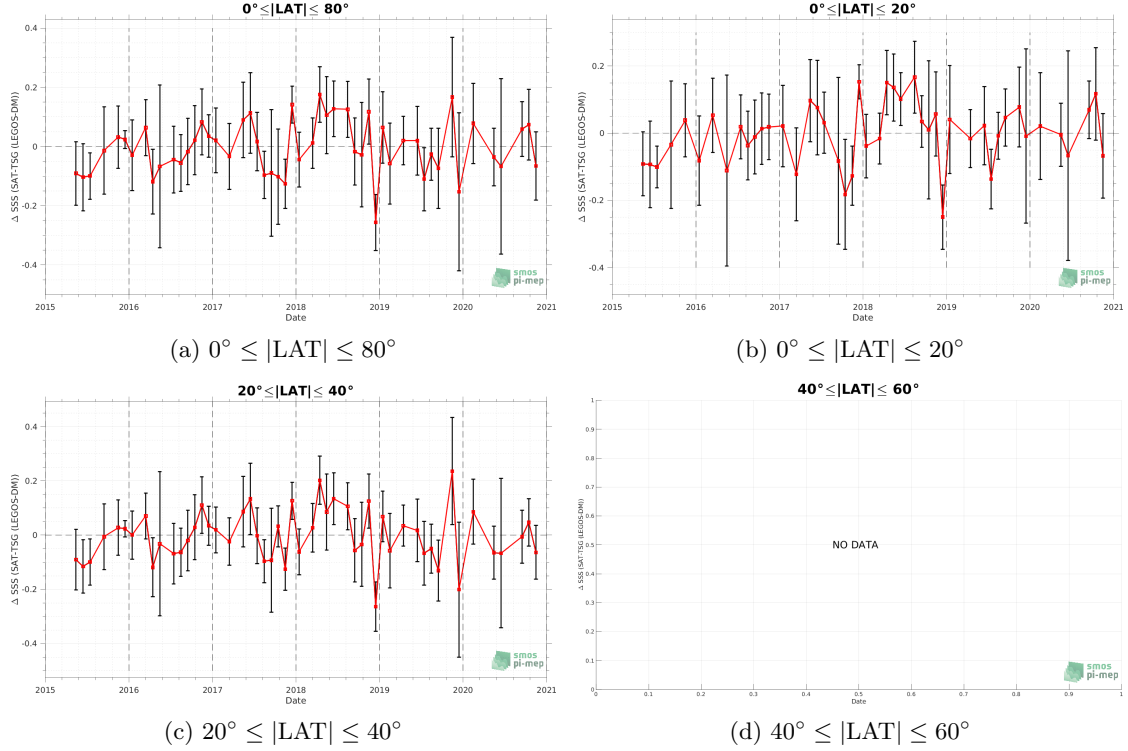 0°≤|LAT|≤ 80°
Δ SSS (SAT-TSG (LEGOS-DM))
0.4
0.2
0
-0.2
-0.4
2015 2016 2017 2018 2019 2020 2021
Date
smos
pi-mep
(a) 0° ≤ |LAT| ≤ 80°
0°≤|LAT|≤ 20°
Δ SSS (SAT-TSG (LEGOS-DM))
0.2
0
-0.2
-0.4
2015 2016 2017 2018 2019 2020 2021
Date
smos
pi-mep
(b) 0° ≤ |LAT| ≤ 20°
20°≤|LAT|≤ 40°
Δ SSS (SAT-TSG (LEGOS-DM))
0.4
0.2
0
-0.2
-0.4
2015 2016 2017 2018 2019 2020 2021
Date
smos
pi-mep
(c) 20° ≤ |LAT| ≤ 40°
40°≤|LAT|≤ 60°
Δ SSS (SAT-TSG (LEGOS-DM))
1
0.9
0.8
0.7
0.6
0.5
0.4
0.3
0.2
0.1
0
NO DATA
0 0.1 0.2 0.3 0.4 0.5 0.6 0.7 0.8 0.9 1
Date
smos
pi-mep
(d) 40° ≤ |LAT| ≤ 60°